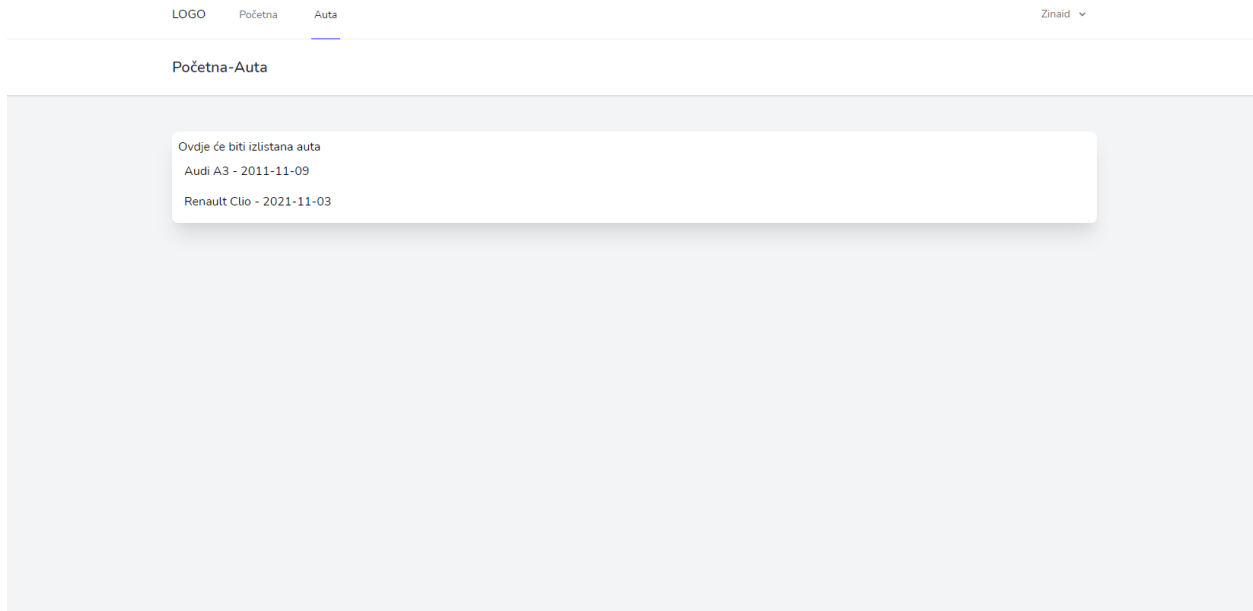 LOGO Početna Auta Zinaid
Početna-Auta
Ovdje će biti izlistana auta
Audi A3 - 2011-11-09
Renault Clio - 2021-11-03